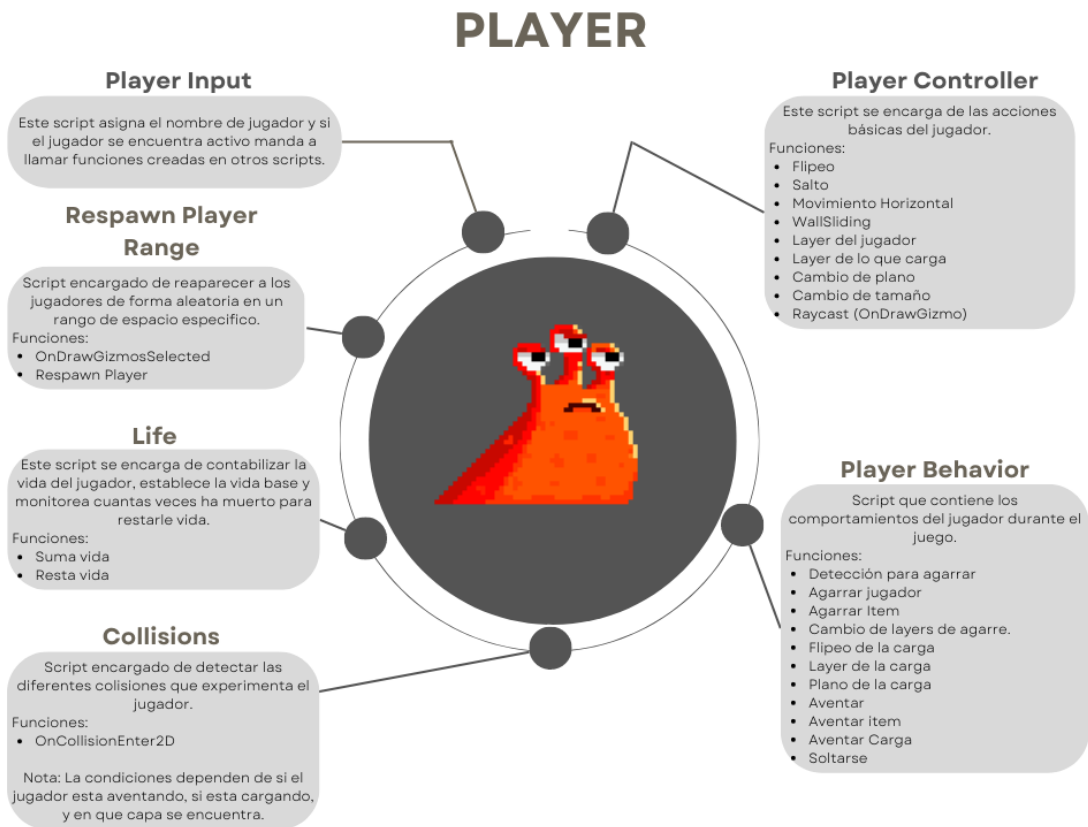 PLAYER
Player Input
Este script asigna el nombre de jugador y si
el jugador se encuentra activo manda a
llamar funciones creadas en otros scripts.
Respawn Player
Range
Script encargado de reaparecer a los
jugadores de forma aleatoria en un
rango de espacio especifico.
Funciones:
• OnDrawGizmosSelected
• Respawn Player
Life
Este script se encarga de contabilizar la
vida del jugador, establece la vida base y
monitorea cuantas veces ha muerto para
restarle vida.
Funciones:
• Suma vida
• Resta vida
Collisions
Script encargado de detectar las
diferentes colisiones que experimenta el
jugador.
Funciones:
• OnCollisionEnter2D
Nota: La condiciones dependen de si el
jugador esta aventando, si esta cargando,
y en que capa se encuentra.
Player Controller
Este script se encarga de las acciones
básicas del jugador.
Funciones:
• Flipeo
• Salto
• Movimiento Horizontal
• WallSliding
• Layer del jugador
• Layer de lo que carga
• Cambio de plano
• Cambio de tamaño
• Raycast (OnDrawGizmo)
Player Behavior
Script que contiene los
comportamientos del jugador durante el
juego.
Funciones:
• Detección para agarrar
• Agarrar jugador
• Agarrar Item
• Cambio de layers de agarre.
• Flipeo de la carga
• Layer de la carga
• Plano de la carga
• Aventar
• Aventar item
• Aventar Carga
• Soltarse